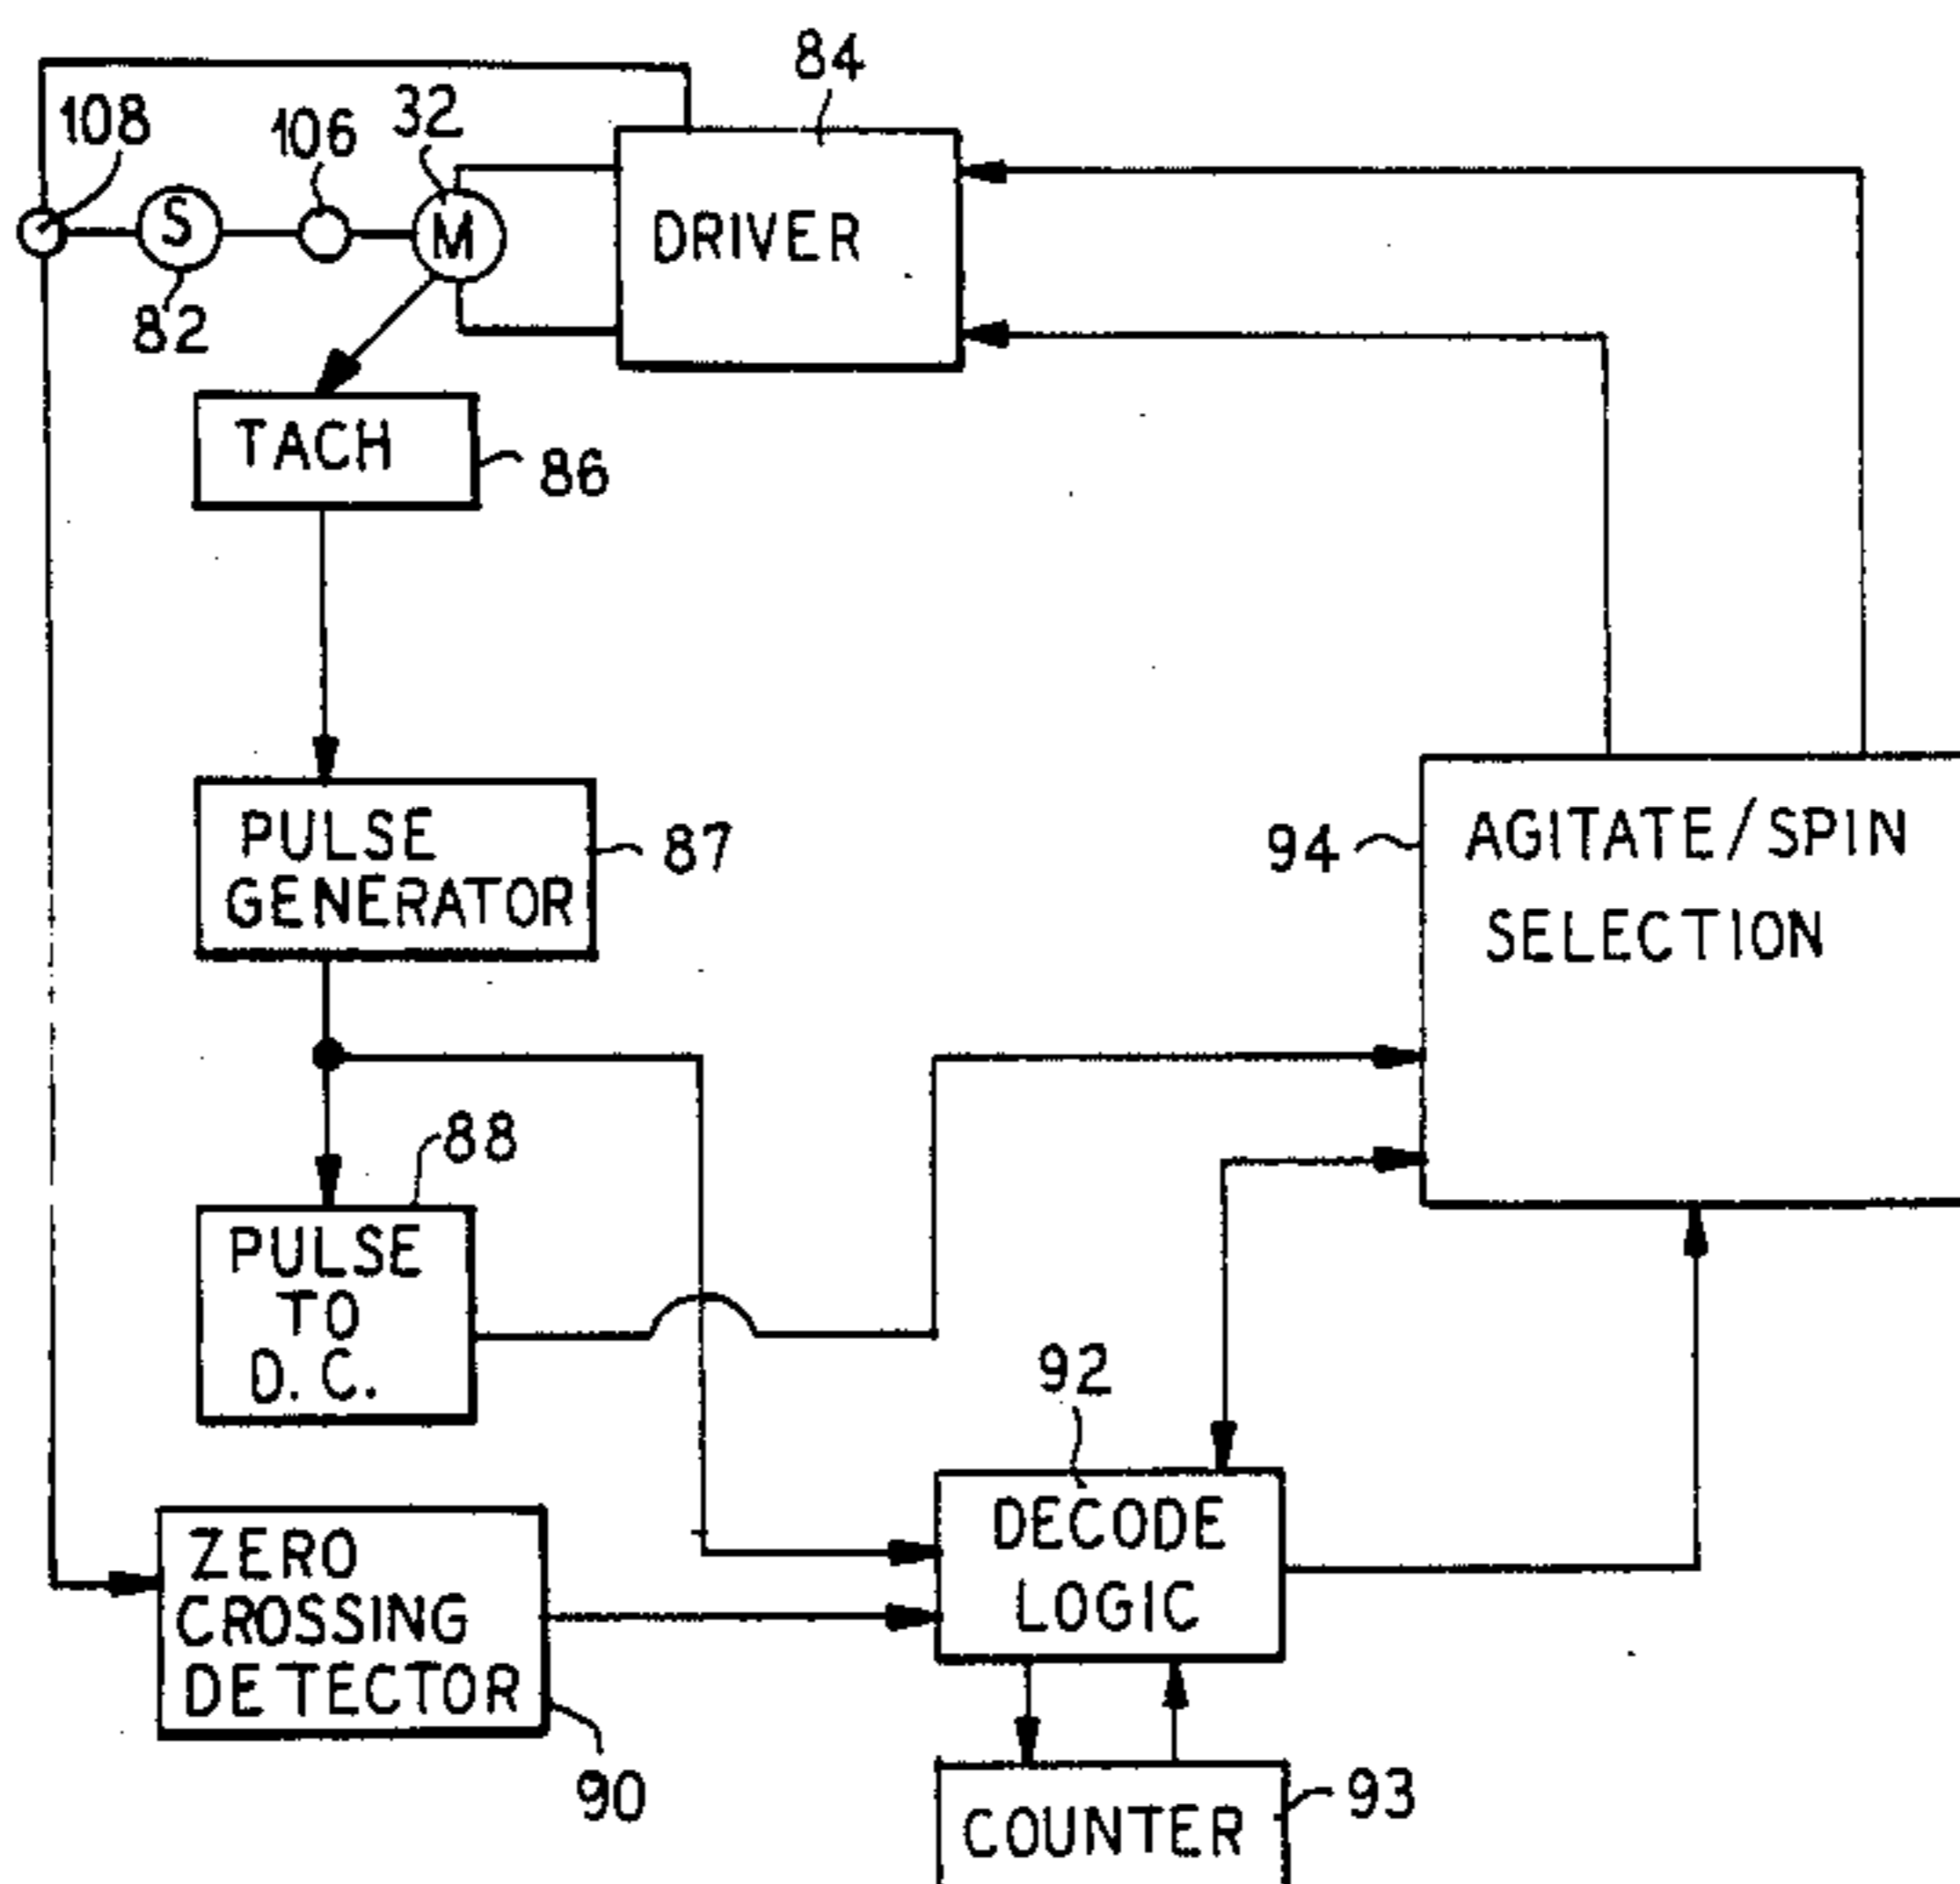 84
108
106
32
S
M
DRIVER
82
TACH
86
PULSE
GENERATOR
87
94
AGITATE/SPIN
SELECTION
88
PULSE
TO
D.C.
92
DECODE
LOGIC
ZERO
CROSSING
DETECTOR
90
COUNTER
93